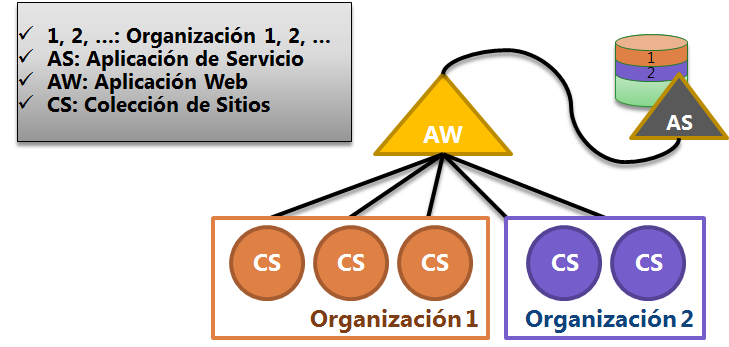 ✓ 1, 2, ...: Organización 1, 2, ...
✓ AS: Aplicación de Servicio
✓ AW: Aplicación Web
✓ CS: Colección de Sitios
1
2
AW
AS
CS CS CS CS CS
Organización 1 Organización 2